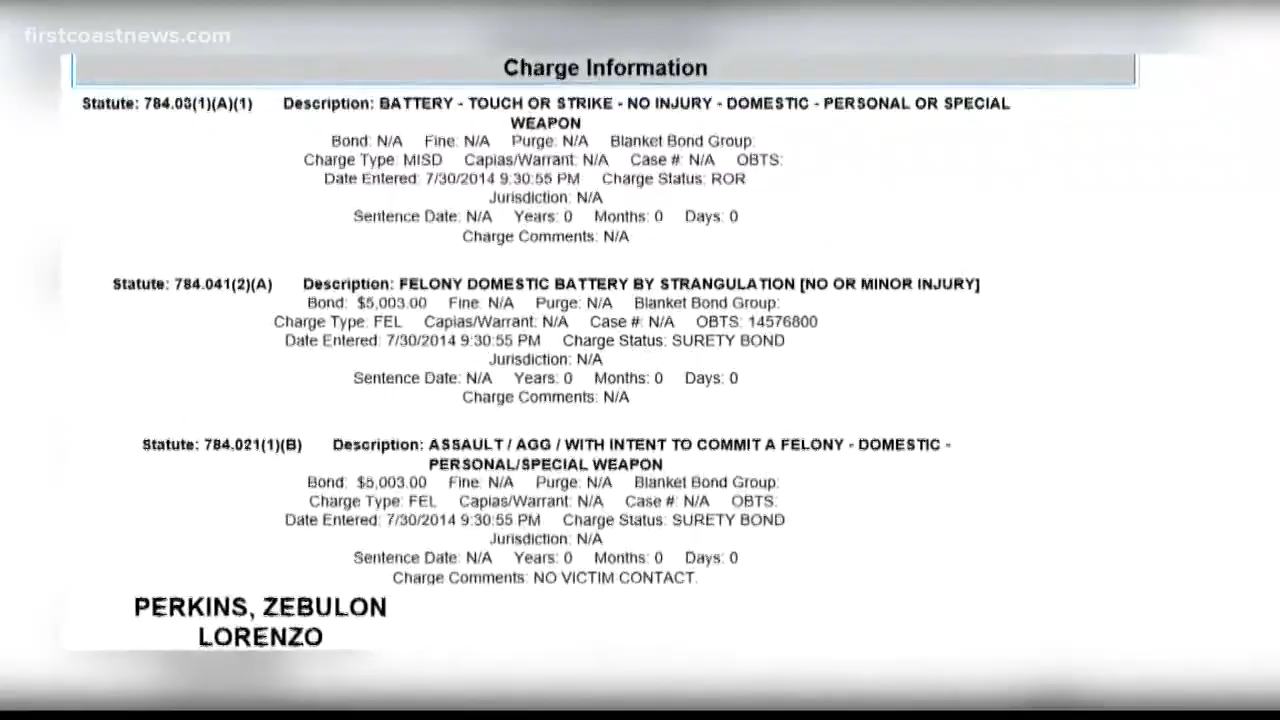 firstcoastnews.com
Charge Information
Statute: 784.03(1)(A)(1) Description: BATTERY - TOUCH OR STRIKE - NO INJURY - DOMESTIC - PERSONAL OR SPECIAL
WEAPON
Bond: N/A Fine: N/A Purge: N/A Blanket Bond Group:
Charge Type: MISD Capias/Warrant: N/A Case #: N/A OBTS:
Date Entered: 7/30/2014 9:30:55 PM Charge Status: ROR
Jurisdiction: N/A
Sentence Date: N/A Years: 0 Months: 0 Days: 0
Charge Comments: N/A
Statute: 784.041(2)(A) Description: FELONY DOMESTIC BATTERY BY STRANGULATION [NO OR MINOR INJURY]
Bond: $5,003.00 Fine: N/A Purge: N/A Blanket Bond Group:
Charge Type: FEL Capias/Warrant: N/A Case #: N/A OBTS: 14576800
Date Entered: 7/30/2014 9:30:55 PM Charge Status: SURETY BOND
Jurisdiction: N/A
Sentence Date: N/A Years: 0 Months: 0 Days: 0
Charge Comments: N/A
Statute: 784.021(1)(B) Description: ASSAULT / AGG / WITH INTENT TO COMMIT A FELONY - DOMESTIC -
PERSONAL/SPECIAL WEAPON
Bond: $5,003.00 Fine: N/A Purge: N/A Blanket Bond Group:
Charge Type: FEL Capias/Warrant: N/A Case #: N/A OBTS:
Date Entered: 7/30/2014 9:30:55 PM Charge Status: SURETY BOND
Jurisdiction: N/A
Sentence Date: N/A Years: 0 Months: 0 Days: 0
Charge Comments: NO VICTIM CONTACT.
PERKINS, ZEBULON
LORENZO